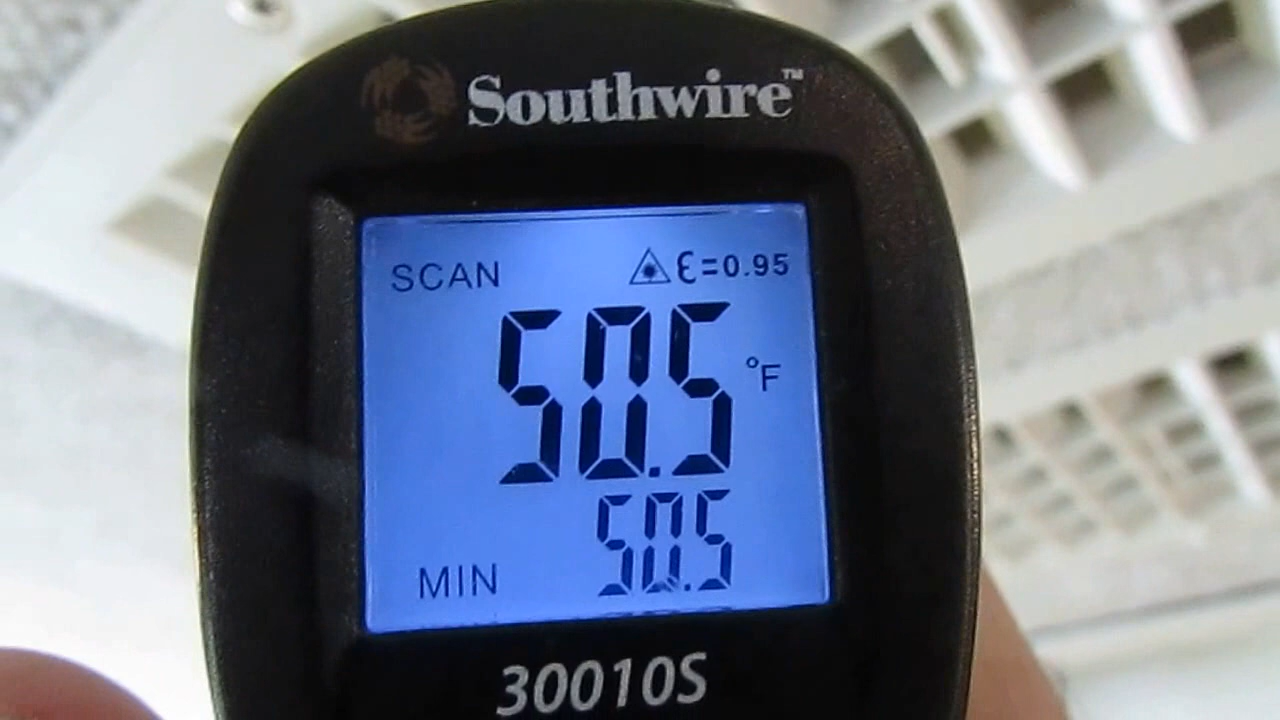 Southwire™
SCAN ε=0.95
50.5 °F
MIN 50.5
30010S